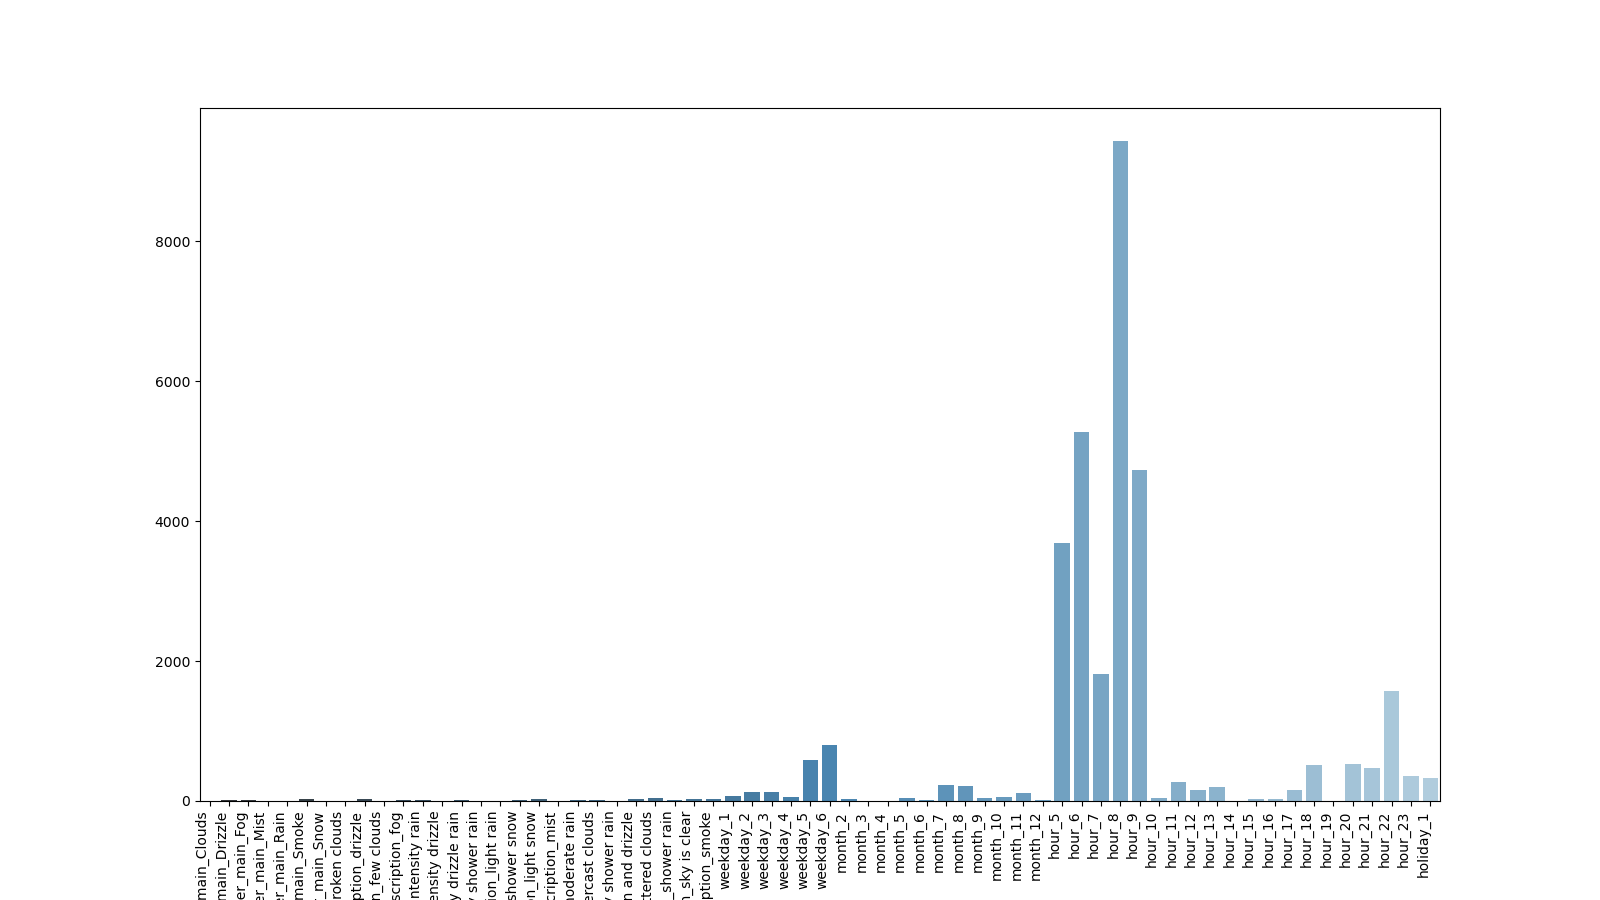 8000
6000
4000
2000
0
main_Clouds
main_Drizzle
er_main_Fog
er_main_Mist
er_main_Rain
main_Smoke
_main_Snow
roken clouds
ption_drizzle
n_few clouds
scription_fog
ntensity rain
ensity drizzle
y drizzle rain
y shower rain
ion_light rain
shower snow
on_light snow
cription_mist
moderate rain
ercast clouds
y shower rain
n and drizzle
ttered clouds
_shower rain
n_sky is clear
ption_smoke
weekday_1
weekday_2
weekday_3
weekday_4
weekday_5
weekday_6
month_2
month_3
month_4
month_5
month_6
month_7
month_8
month_9
month_10
month_11
month_12
hour_5
hour_6
hour_7
hour_8
hour_9
hour_10
hour_11
hour_12
hour_13
hour_14
hour_15
hour_16
hour_17
hour_18
hour_19
hour_20
hour_21
hour_22
hour_23
holiday_1